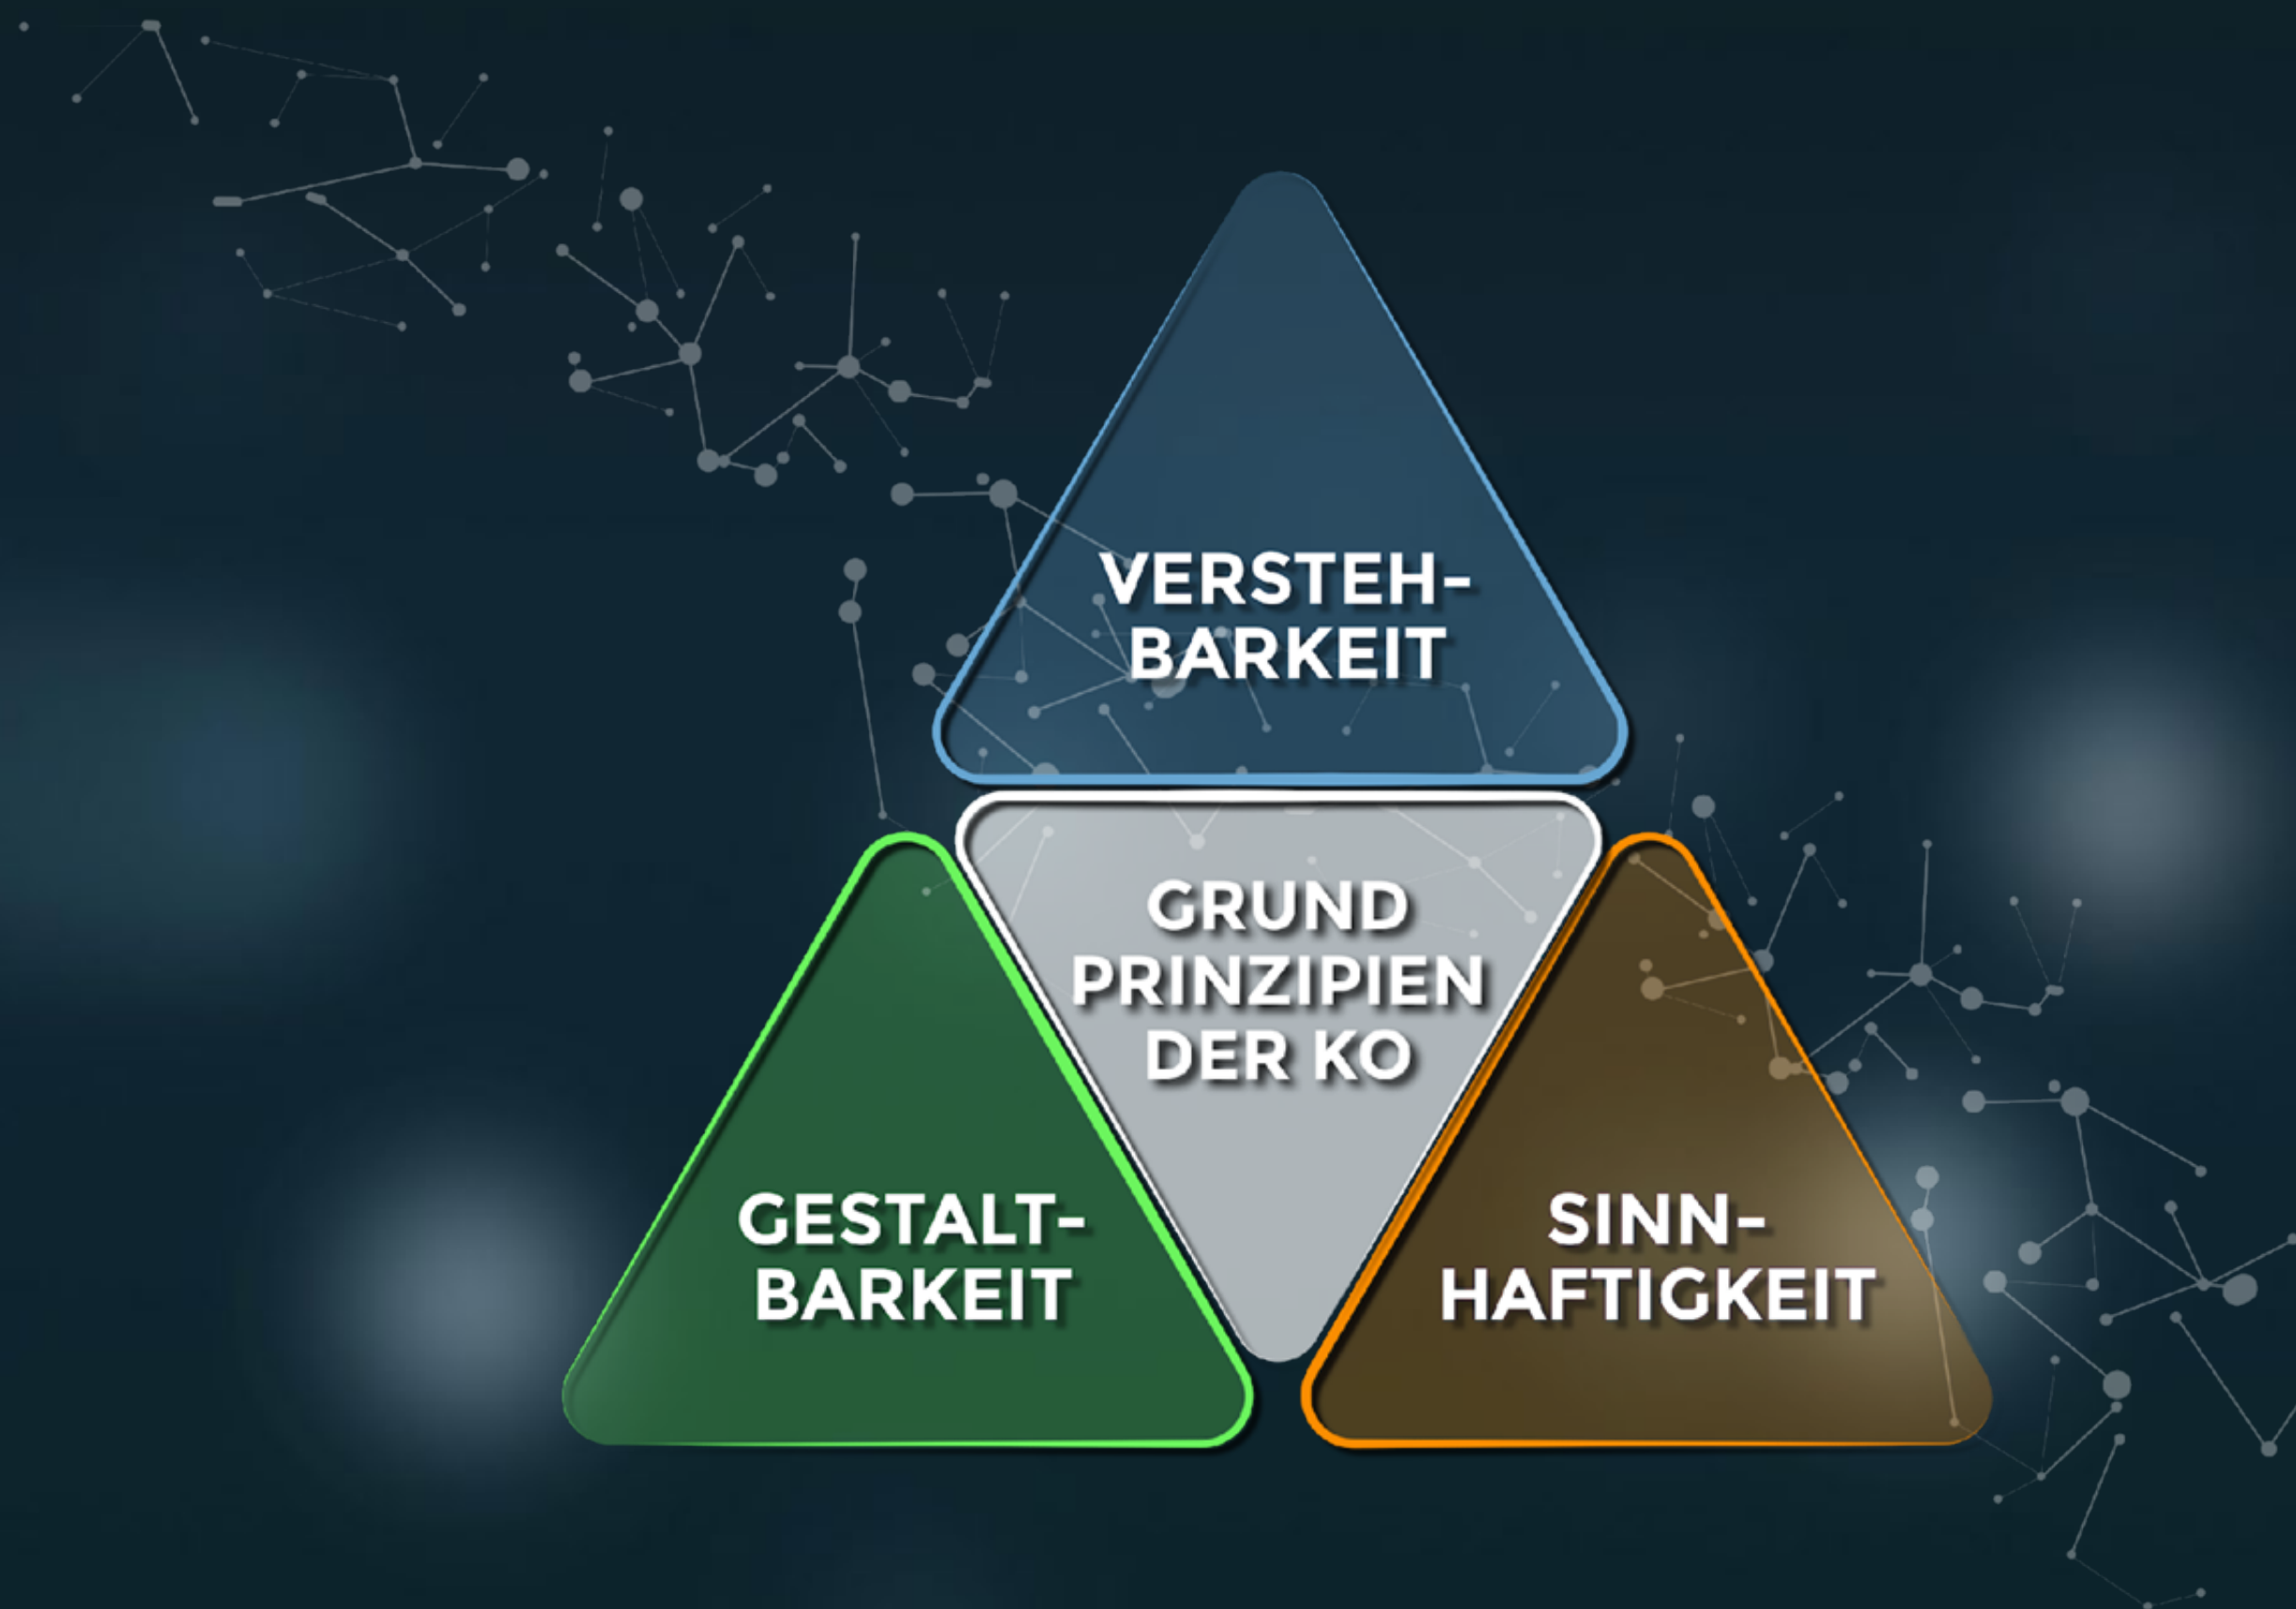 VERSTEH-
BARKEIT
GRUND
PRINZIPIEN
DER KO
GESTALT-
BARKEIT
SINN-
HAFTIGKEIT